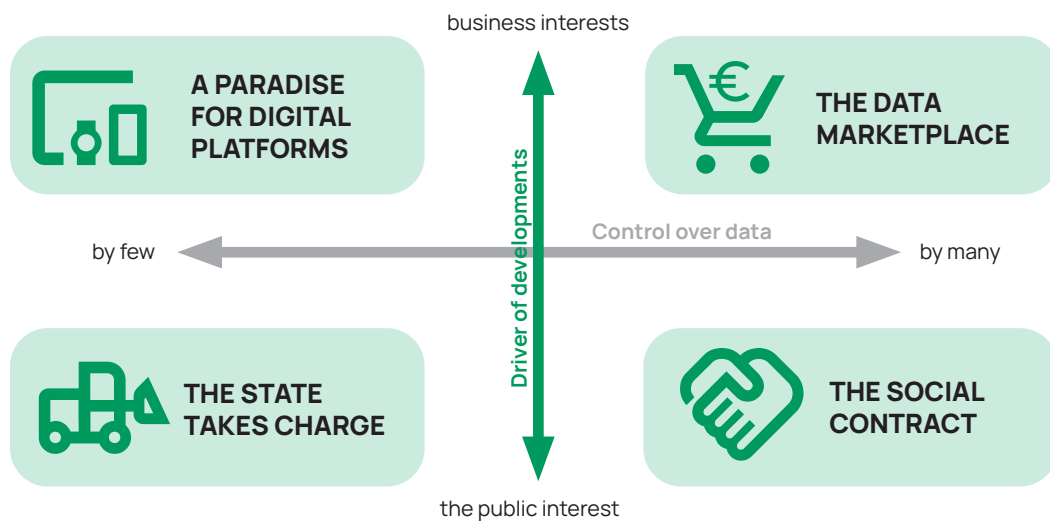 business interests
A PARADISE
FOR DIGITAL
PLATFORMS
€
THE DATA
MARKETPLACE
Driver of developments
Control over data
by few
by many
THE STATE
TAKES CHARGE
THE SOCIAL
CONTRACT
the public interest